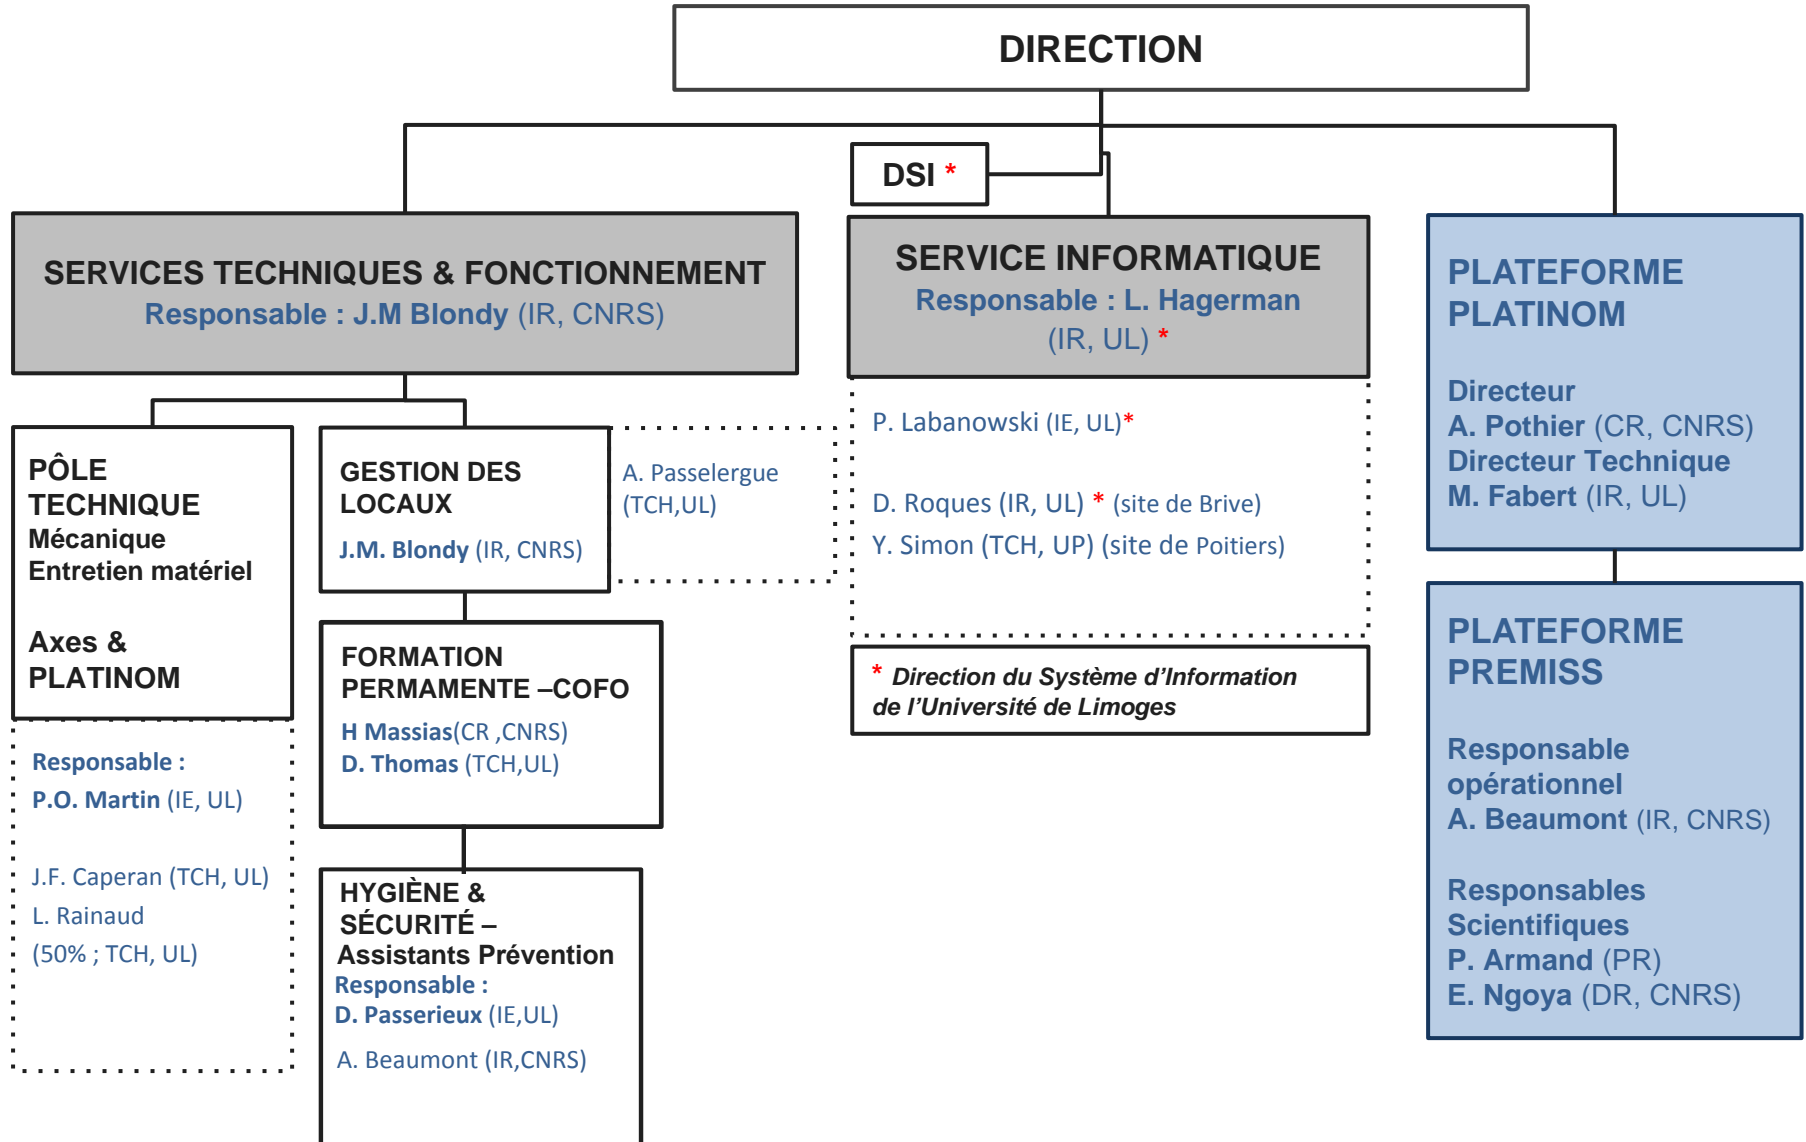 DIRECTION
DSI *
SERVICES TECHNIQUES & FONCTIONNEMENT
Responsable : J.M Blondy (IR, CNRS)
SERVICE INFORMATIQUE
Responsable : L. Hagerman
(IR, UL) *
PLATEFORME
PLATINOM
Directeur
A. Pothier (CR, CNRS)
Directeur Technique
M. Fabert (IR, UL)
PÔLE
TECHNIQUE
Mécanique
Entretien matériel
Axes &
PLATINOM
Responsable :
P.O. Martin (IE, UL)
J.F. Caperan (TCH, UL)
L. Rainaud
(50% ; TCH, UL)
GESTION DES
LOCAUX
J.M. Blondy (IR, CNRS)
A. Passelergue
(TCH,UL)
FORMATION
PERMAMENTE –COFO
H Massias(CR ,CNRS)
D. Thomas (TCH,UL)
HYGIÈNE &
SÉCURITÉ –
Assistants Prévention
Responsable :
D. Passerieux (IE,UL)
A. Beaumont (IR,CNRS)
P. Labanowski (IE, UL)*
D. Roques (IR, UL) * (site de Brive)
Y. Simon (TCH, UP) (site de Poitiers)
* Direction du Système d’Information
de l’Université de Limoges
PLATEFORME
PREMISS
Responsable
opérationnel
A. Beaumont (IR, CNRS)
Responsables
Scientifiques
P. Armand (PR)
E. Ngoya (DR, CNRS)